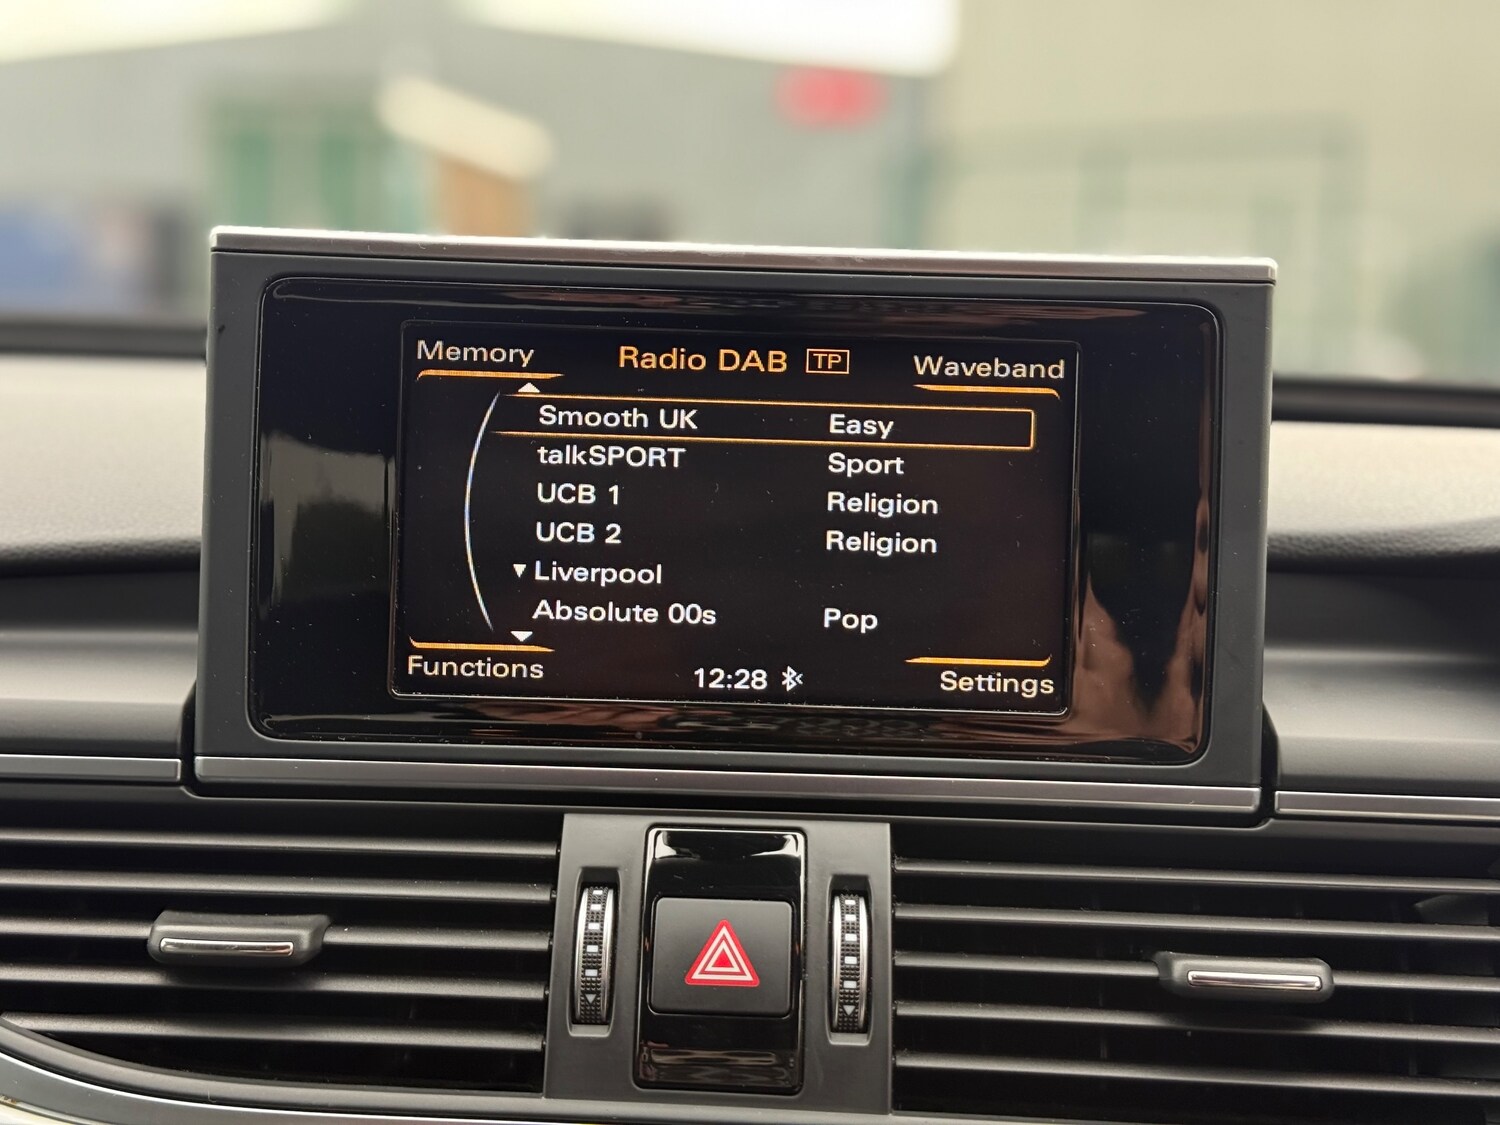 Memory Radio DAB TP Waveband
Smooth UK Easy
talkSPORT Sport
UCB 1 Religion
UCB 2 Religion
Liverpool
Absolute 00s Pop
Functions 12:28 Settings